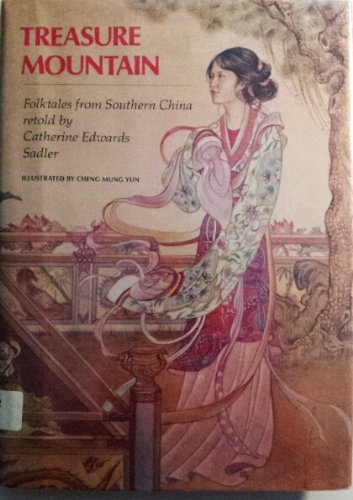 TREASURE
MOUNTAIN
Folktales from Southern China
retold by
Catherine Edwards
Sadler
ILLUSTRATED BY CHENG MUNG YUN